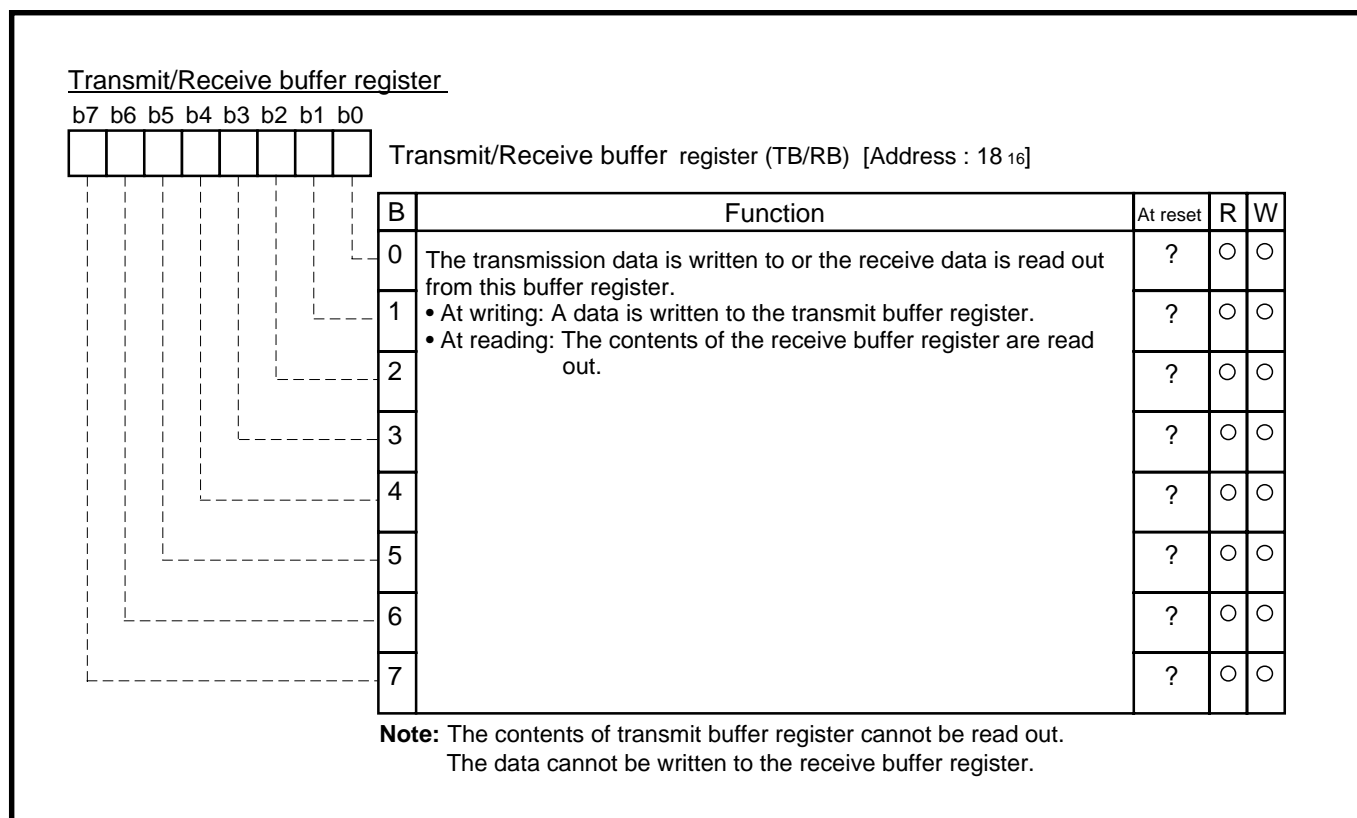 Transmit/Receive buffer register
b7 b6 b5 b4 b3 b2 b1 b0
Transmit/Receive buffer register (TB/RB) [Address : 18 16]
B Function At reset R W
0 The transmission data is written to or the receive data is read out ? ○ ○
from this buffer register.
1 • At writing: A data is written to the transmit buffer register. ? ○ ○
• At reading: The contents of the receive buffer register are read
2 out. ? ○ ○
3 ? ○ ○
4 ? ○ ○
5 ? ○ ○
6 ? ○ ○
7 ? ○ ○
Note: The contents of transmit buffer register cannot be read out.
The data cannot be written to the receive buffer register.